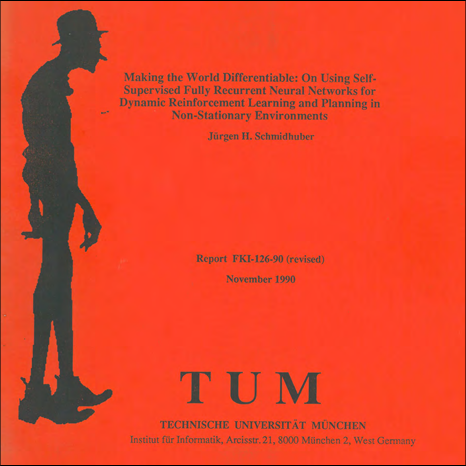 Making the World Differentiable: On Using Self-
Supervised Fully Recurrent Neural Networks for
Dynamic Reinforcement Learning and Planning in
Non-Stationary Environments
Jürgen H. Schmidhuber
Report FKI-126-90 (revised)
November 1990
TUM
TECHNISCHE UNIVERSITÄT MÜNCHEN
Institut für Informatik, Arcisstr. 21, 8000 München 2, West Germany